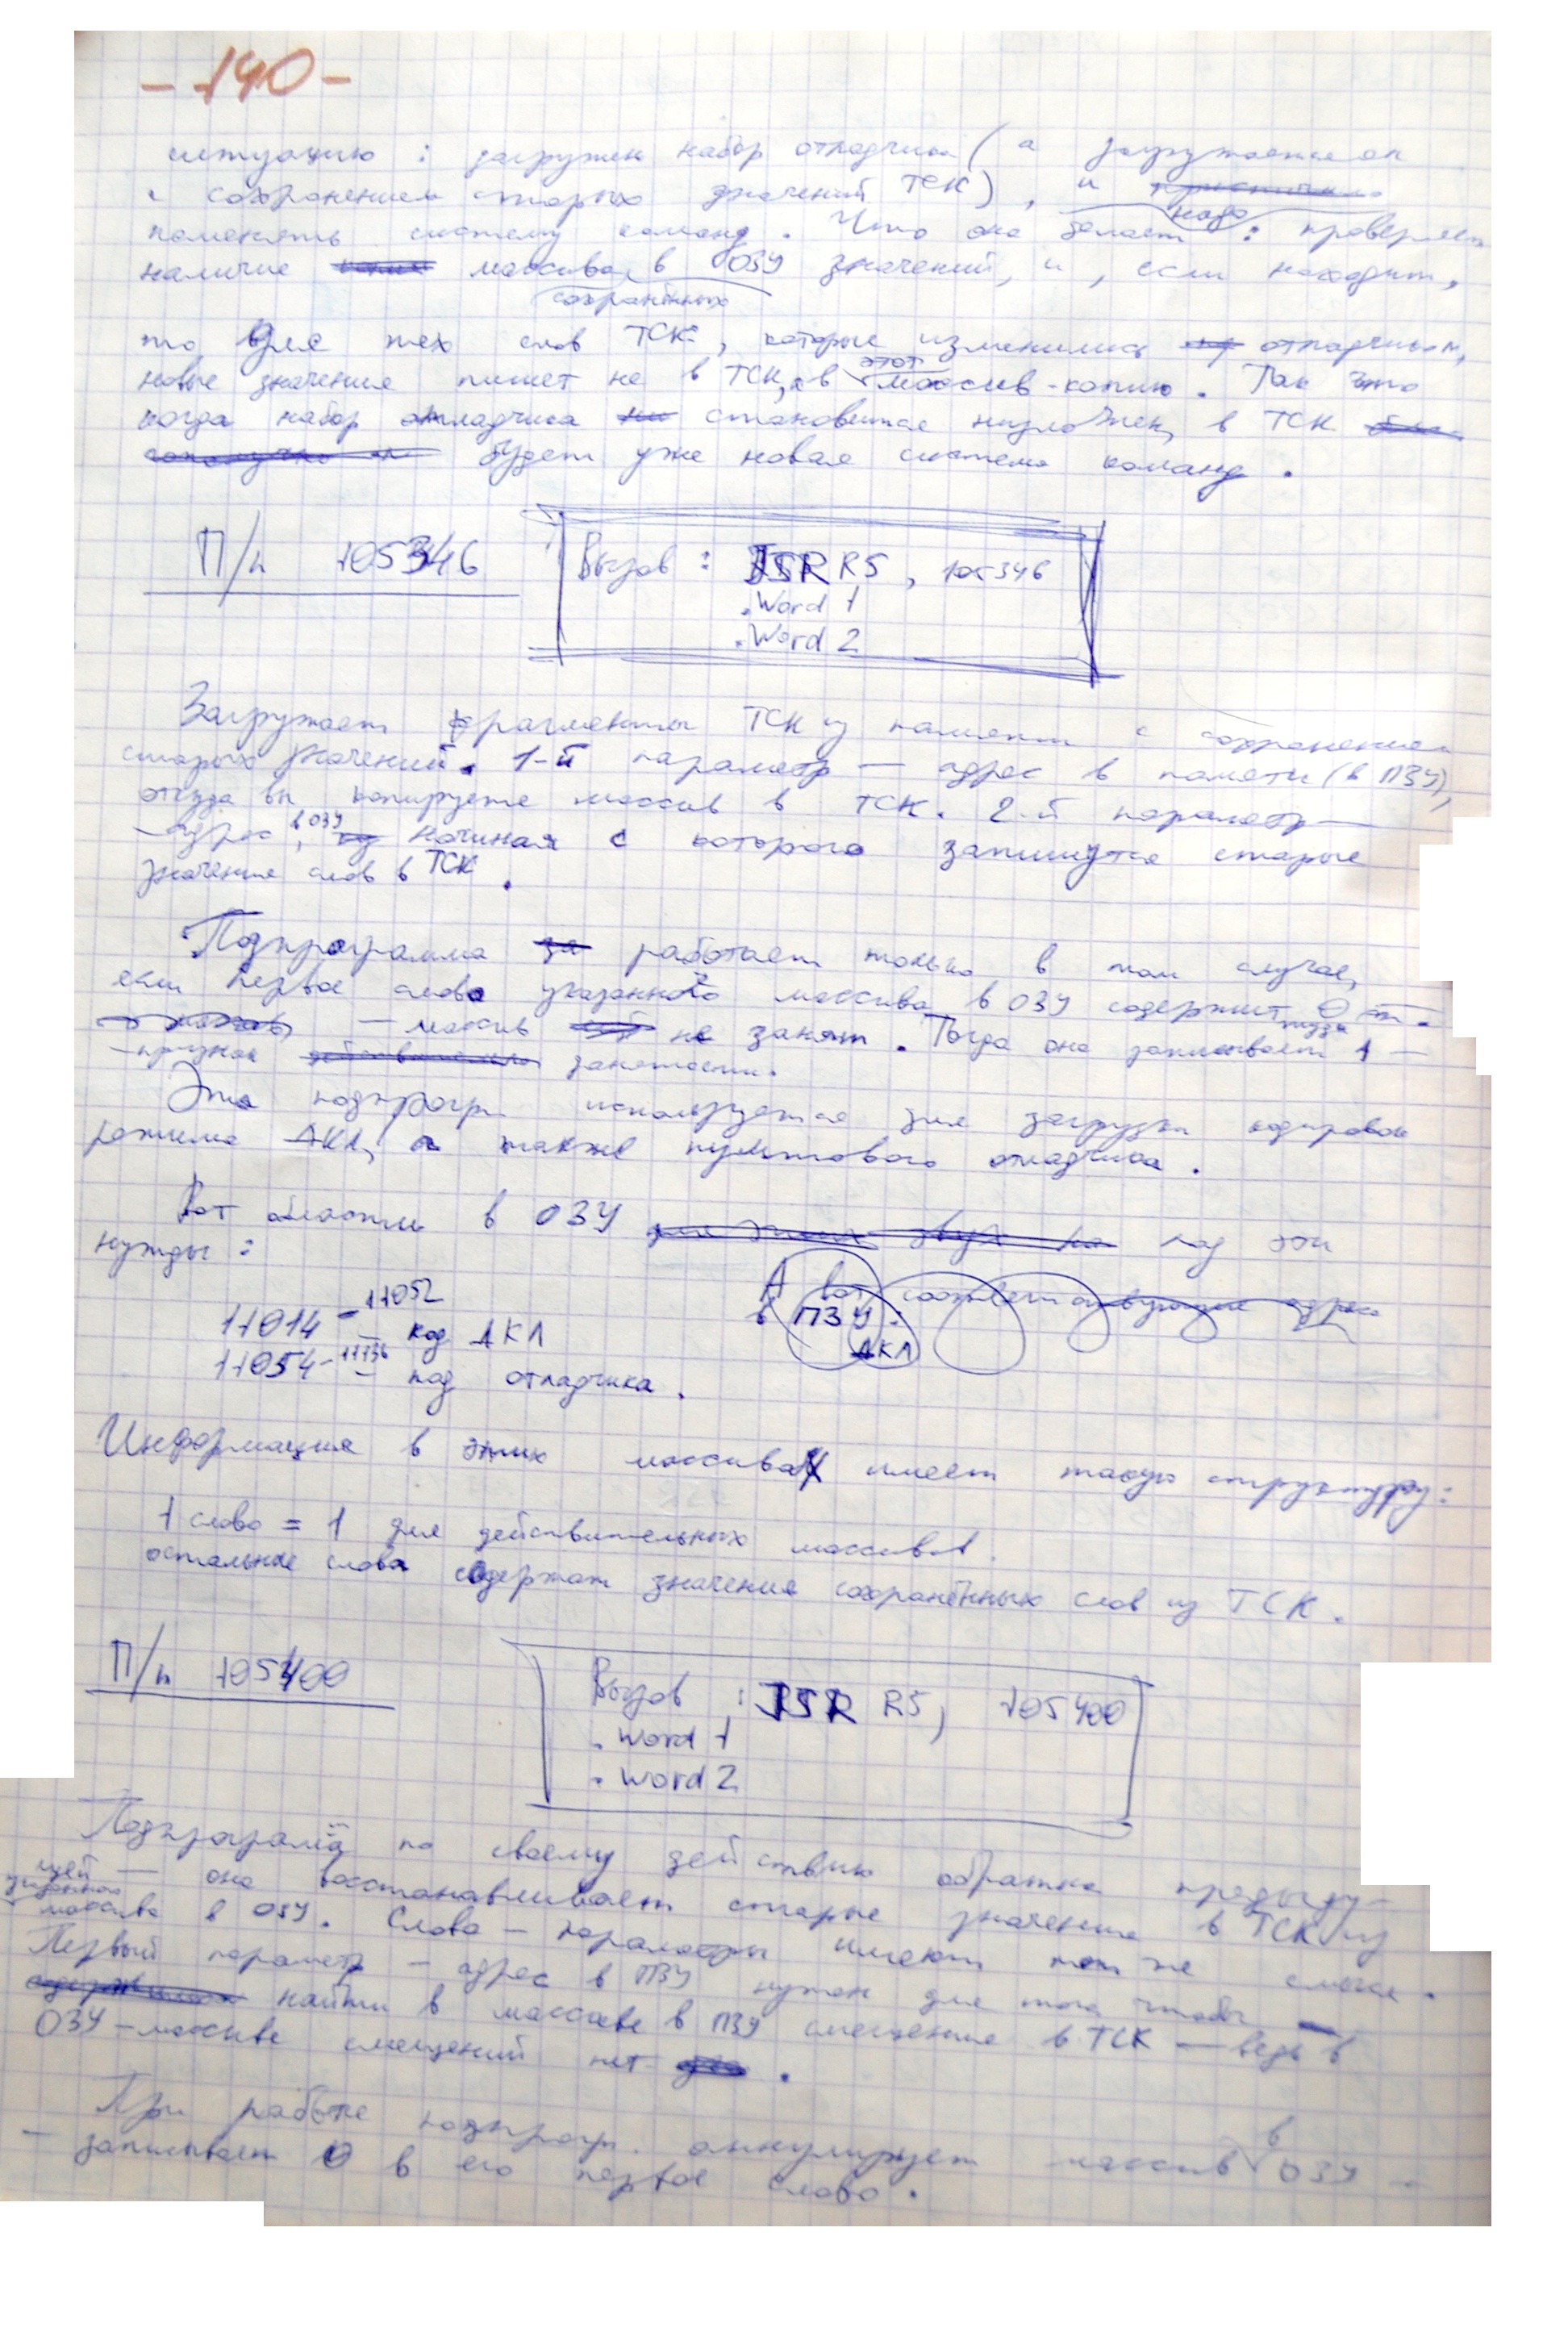 - 140 -
ситуацию : загружен набор отладчика ( а загружается он
с сохранением старых значений ТСК ) , и надо
поменять систему команд . Что она делает : проверяет
наличие массива в ОЗУ сохранённых значений, и , если находит,
то для тех слов ТСК , которые изменились отладчиком,
новые значения пишет не в ТСК, а в этот массив-копию . Так что
когда набор отладчика становится низложен, в ТСК
будет уже новая система команд .
П/п 105346
Вызов : JSR R5 , 105346
.Word 1
.Word 2
Загружает фрагменты ТСК из памяти с сохранением
старых значений. 1-й параметр — адрес в памяти (в ПЗУ),
откуда вы копируете массив в ТСК. 2-й параметр —
- адрес в ОЗУ, начиная с которого запишутся старые
значения слов в ТСК .
Подпрограмма работает только в том случае,
если первое слово указанного массива в ОЗУ содержит 0
— массив не занят . Тогда она записывает туда 1 —
- признак занятости.
Эта подпрогр. используется для загрузки кодировок
режима АКЛ, а также пультового отладчика .
Вот области в ОЗУ под эти
нужды :
11014 - 11052 — код АКЛ
11054 - 11136 — под отладчика .
А вот соответствующие адреса
в ПЗУ :
АКЛ
Информация в этих массивах имеет такую структуру:
1 слово = 1 для действительных массивов.
остальные слова содержат значения сохранённых слов из ТСК .
П/п 105400
Вызов : JSR R5, 105400
. word 1
. word 2
Подпрограмма по своему действию обратна предыду-
щей — она восстанавливает старые значения в ТСК из
указанного массива в ОЗУ. Слова - параметры имеют тот же смысл .
Первый параметр - адрес в ПЗУ нужен для того чтобы
найти в массиве в ПЗУ смещение в ТСК — ведь в
ОЗУ - массиве смещений нет .
При работе подпрогр. аннулирует массив в ОЗУ -
- записывает 0 в его первое слово .